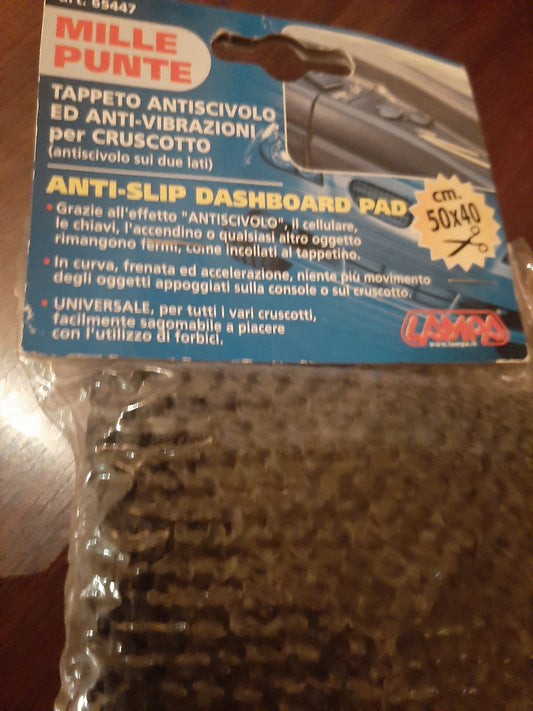 art. 65447
MILLE
PUNTE
TAPPETO ANTISCIVOLO
ED ANTI-VIBRAZIONI
per CRUSCOTTO
(antiscivolo sui due lati)
ANTI-SLIP DASHBOARD PAD
cm.
50x40
• Grazie all'effetto "ANTISCIVOLO", il cellulare,
le chiavi, l'accendino o qualsiasi altro oggetto
rimangono fermi, come incollati al tappetino.
• In curva, frenata ed accelerazione, niente più movimento
degli oggetti appoggiati sulla console o sul cruscotto.
• UNIVERSALE, per tutti i vari cruscotti,
facilmente sagomabile a piacere
con l'utilizzo di forbici.
LAMPA
www.lampa.it